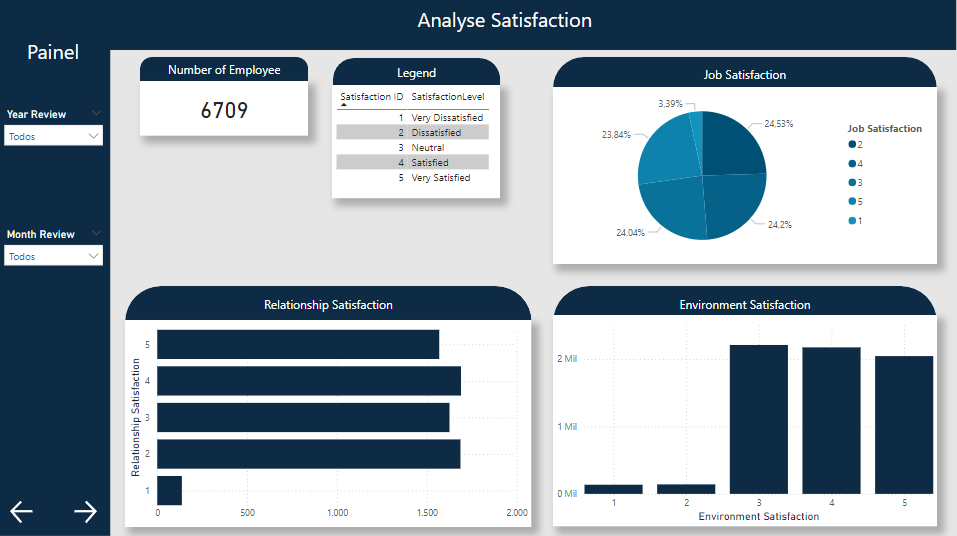 Analyse Satisfaction
Painel
Year Review
Todos
Month Review
Todos
Number of Employee
6709
Legend
Satisfaction ID SatisfactionLevel
1 Very Dissatisfied
2 Dissatisfied
3 Neutral
4 Satisfied
5 Very Satisfied
Job Satisfaction
3,39%
24,53%
23,84%
24,04%
24,2%
Job Satisfaction
2
4
3
5
1
Relationship Satisfaction
Relationship Satisfaction
5
4
3
2
1
0 500 1.000 1.500 2.000
Environment Satisfaction
2 Mil
1 Mil
0 Mil
1 2 3 4 5
Environment Satisfaction